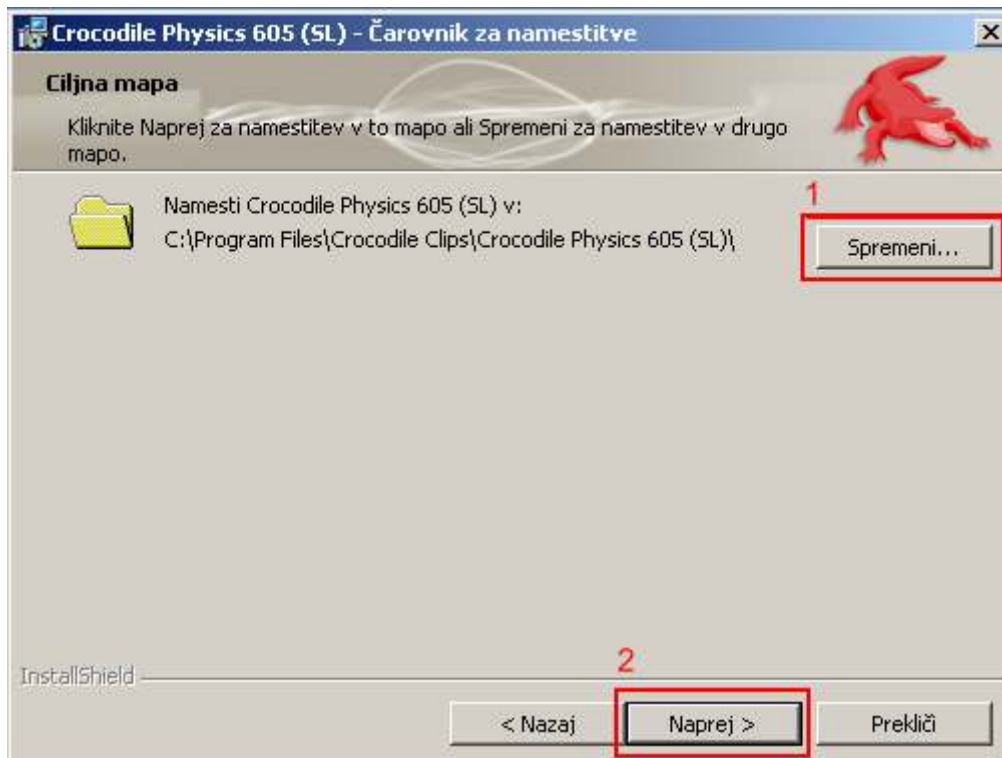 Crocodile Physics 605 (SL) - Čarovnik za namestitve
Ciljna mapa
Kliknite Naprej za namestitev v to mapo ali Spremeni za namestitev v drugo
mapo.
Namesti Crocodile Physics 605 (SL) v:
C:\Program Files\Crocodile Clips\Crocodile Physics 605 (SL)\
1
Spremeni...
InstallShield
2
< Nazaj
Naprej >
Prekliči